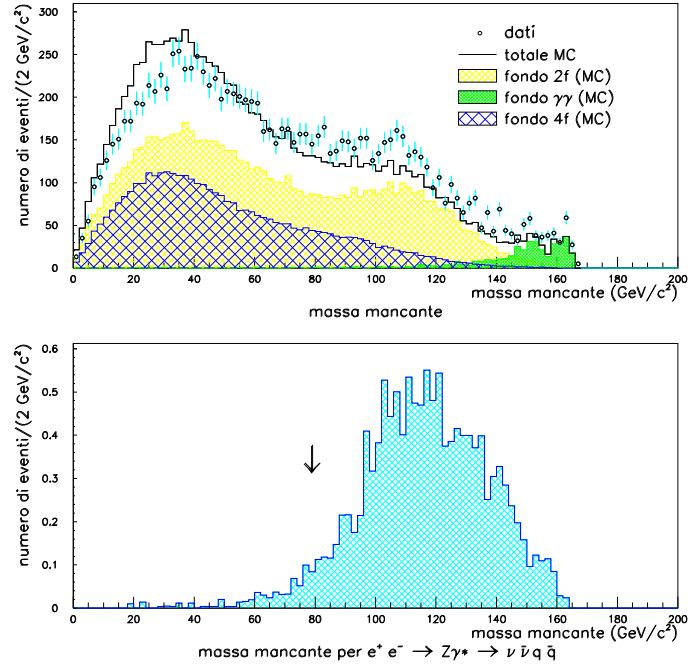 numero di eventi/(2 GeV/c²)
300
250
200
150
100
50
0
dati
totale MC
fondo 2f (MC)
fondo γγ (MC)
fondo 4f (MC)
0 20 40 60 80 100 120 140 160 180 200
massa mancante (GeV/c²)
massa mancante
numero di eventi/(2 GeV/c²)
0.6
0.5
0.4
0.3
0.2
0.1
0
0 20 40 60 80 100 120 140 160 180 200
massa mancante (GeV/c²)
massa mancante per e⁺ e⁻ → Zγ* → ν ν̄ q q̄